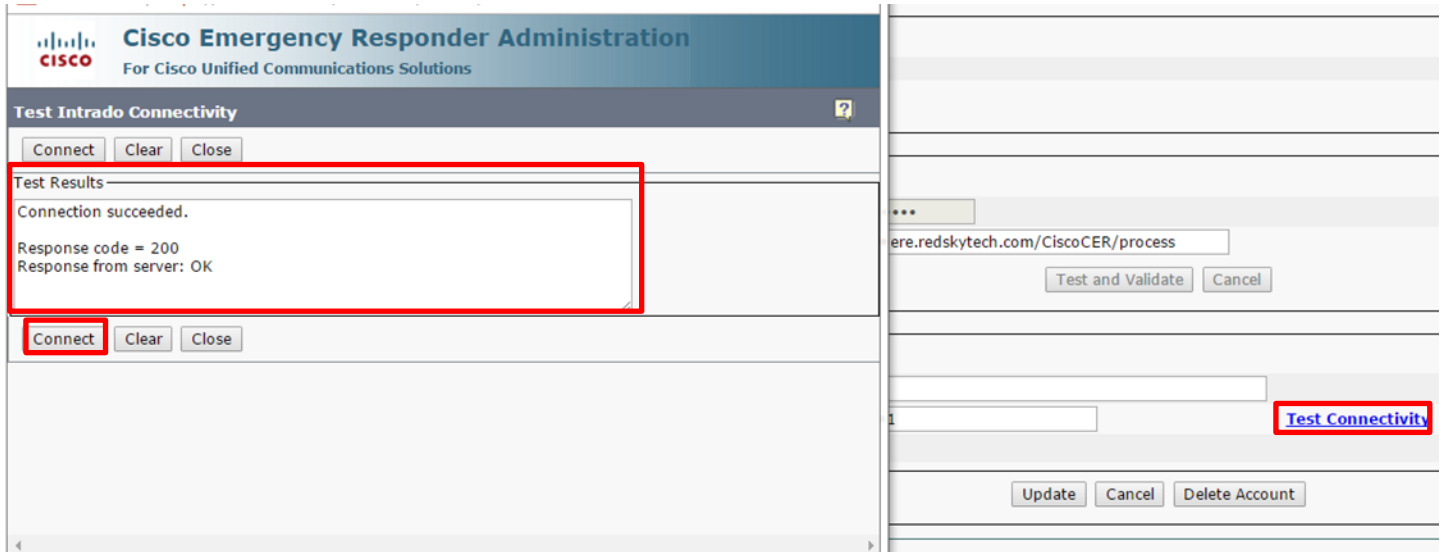 CISCO
Cisco Emergency Responder Administration
For Cisco Unified Communications Solutions
Test Intrado Connectivity
?
Connect Clear Close
Test Results
Connection succeeded.
Response code = 200
Response from server: OK
Connect Clear Close
ere.redskytech.com/CiscoCER/process
Test and Validate Cancel
1
Test Connectivity
Update Cancel Delete Account